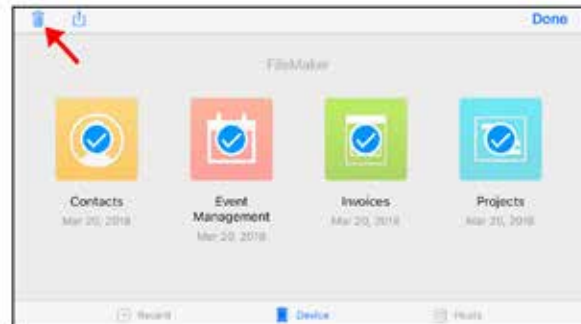 Done
FileMaker
Contacts
Mar 20, 2018
Event
Management
Mar 20, 2018
Invoices
Mar 20, 2018
Projects
Mar 20, 2018
Recent
Device
Hosts